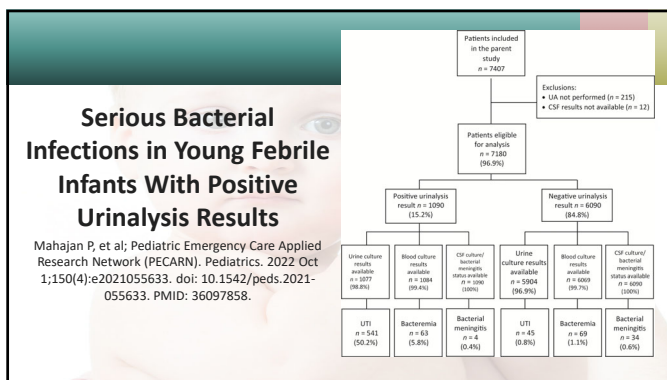 Serious Bacterial
Infections in Young Febrile
Infants With Positive
Urinalysis Results
Mahajan P, et al; Pediatric Emergency Care Applied
Research Network (PECARN). Pediatrics. 2022 Oct
1;150(4):e2021055633. doi: 10.1542/peds.2021-
055633. PMID: 36097858.
Patients included
in the parent
study
n = 7407
Exclusions:
• UA not performed (n = 215)
• CSF results not available (n = 12)
Patients eligible
for analysis
n = 7180
(96.9%)
Positive urinalysis
result n = 1090
(15.2%)
Negative urinalysis
result n = 6090
(84.8%)
Urine culture
results
available
n = 1077
(98.8%)
Blood culture
results
available
n = 1084
(99.4%)
CSF culture/
bacterial
meningitis
status available
n = 1090
(100%)
Urine
culture results
available
n = 5904
(96.9%)
Blood culture
results
available
n = 6069
(99.7%)
CSF culture/
bacterial
meningitis
status available
n = 6090
(100%)
UTI
n = 541
(50.2%)
Bacteremia
n = 63
(5.8%)
Bacterial
meningitis
n = 4
(0.4%)
UTI
n = 45
(0.8%)
Bacteremia
n = 69
(1.1%)
Bacterial
meningitis
n = 34
(0.6%)